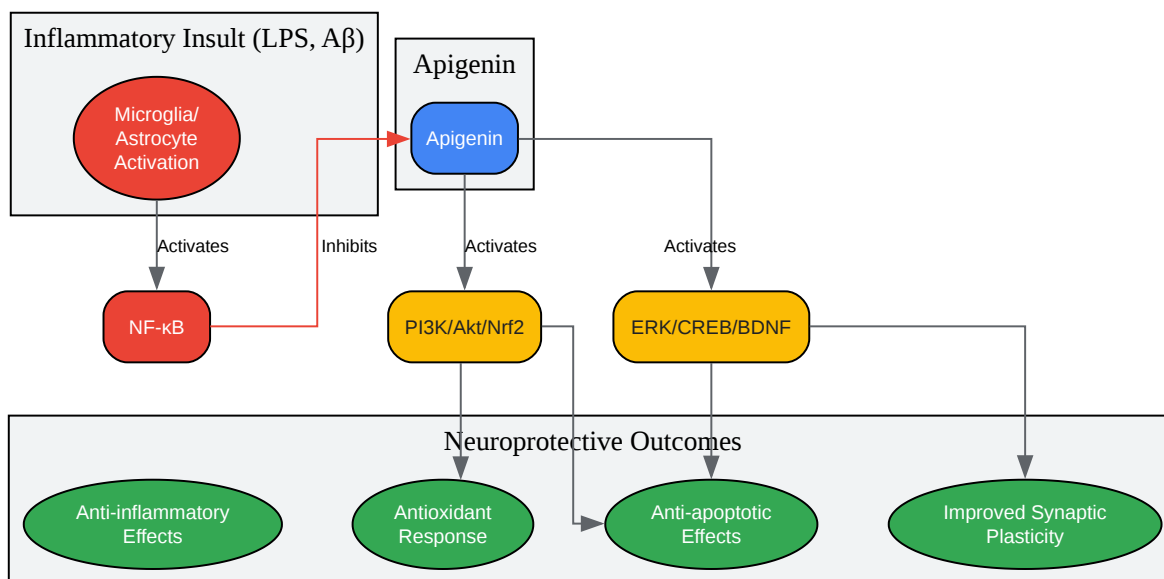 Inflammatory Insult (LPS, Aβ)
Apigenin
Microglia/
Astrocyte
Activation
Apigenin
Activates
Inhibits
Activates
Activates
NF-κB
PI3K/Akt/Nrf2
ERK/CREB/BDNF
Neuroprotective Outcomes
Anti-inflammatory
Effects
Antioxidant
Response
Anti-apoptotic
Effects
Improved Synaptic
Plasticity